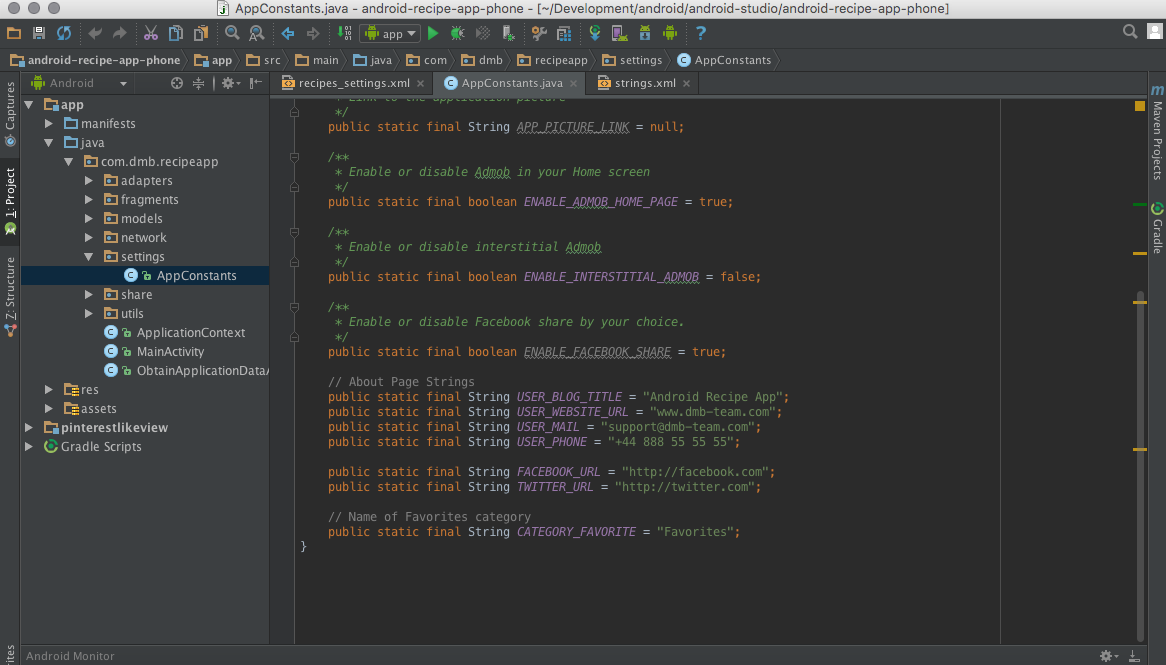 AppConstants.java - android-recipe-app-phone - [~/Development/android/android-studio/android-recipe-app-phone]
app
android-recipe-app-phone app src main java com dmb recipeapp settings AppConstants
Android
recipes_settings.xml AppConstants.java strings.xml
Captures
1: Project
Z: Structure
app
manifests
java
com.dmb.recipeapp
adapters
fragments
models
network
settings
AppConstants
share
utils
ApplicationContext
MainActivity
ObtainApplicationDataA
res
assets
pinterestlikeview
Gradle Scripts
* Link to the application picture
*/
public static final String APP_PICTURE_LINK = null;
/**
* Enable or disable Admob in your Home screen
*/
public static final boolean ENABLE_ADMOB_HOME_PAGE = true;
/**
* Enable or disable interstitial Admob
*/
public static final boolean ENABLE_INTERSTITIAL_ADMOB = false;
/**
* Enable or disable Facebook share by your choice.
*/
public static final boolean ENABLE_FACEBOOK_SHARE = true;
// About Page Strings
public static final String USER_BLOG_TITLE = "Android Recipe App";
public static final String USER_WEBSITE_URL = "www.dmb-team.com";
public static final String USER_MAIL = "support@dmb-team.com";
public static final String USER_PHONE = "+44 888 55 55 55";
public static final String FACEBOOK_URL = "http://facebook.com";
public static final String TWITTER_URL = "http://twitter.com";
// Name of Favorites category
public static final String CATEGORY_FAVORITE = "Favorites";
}
Maven Projects
Gradle
Android Monitor